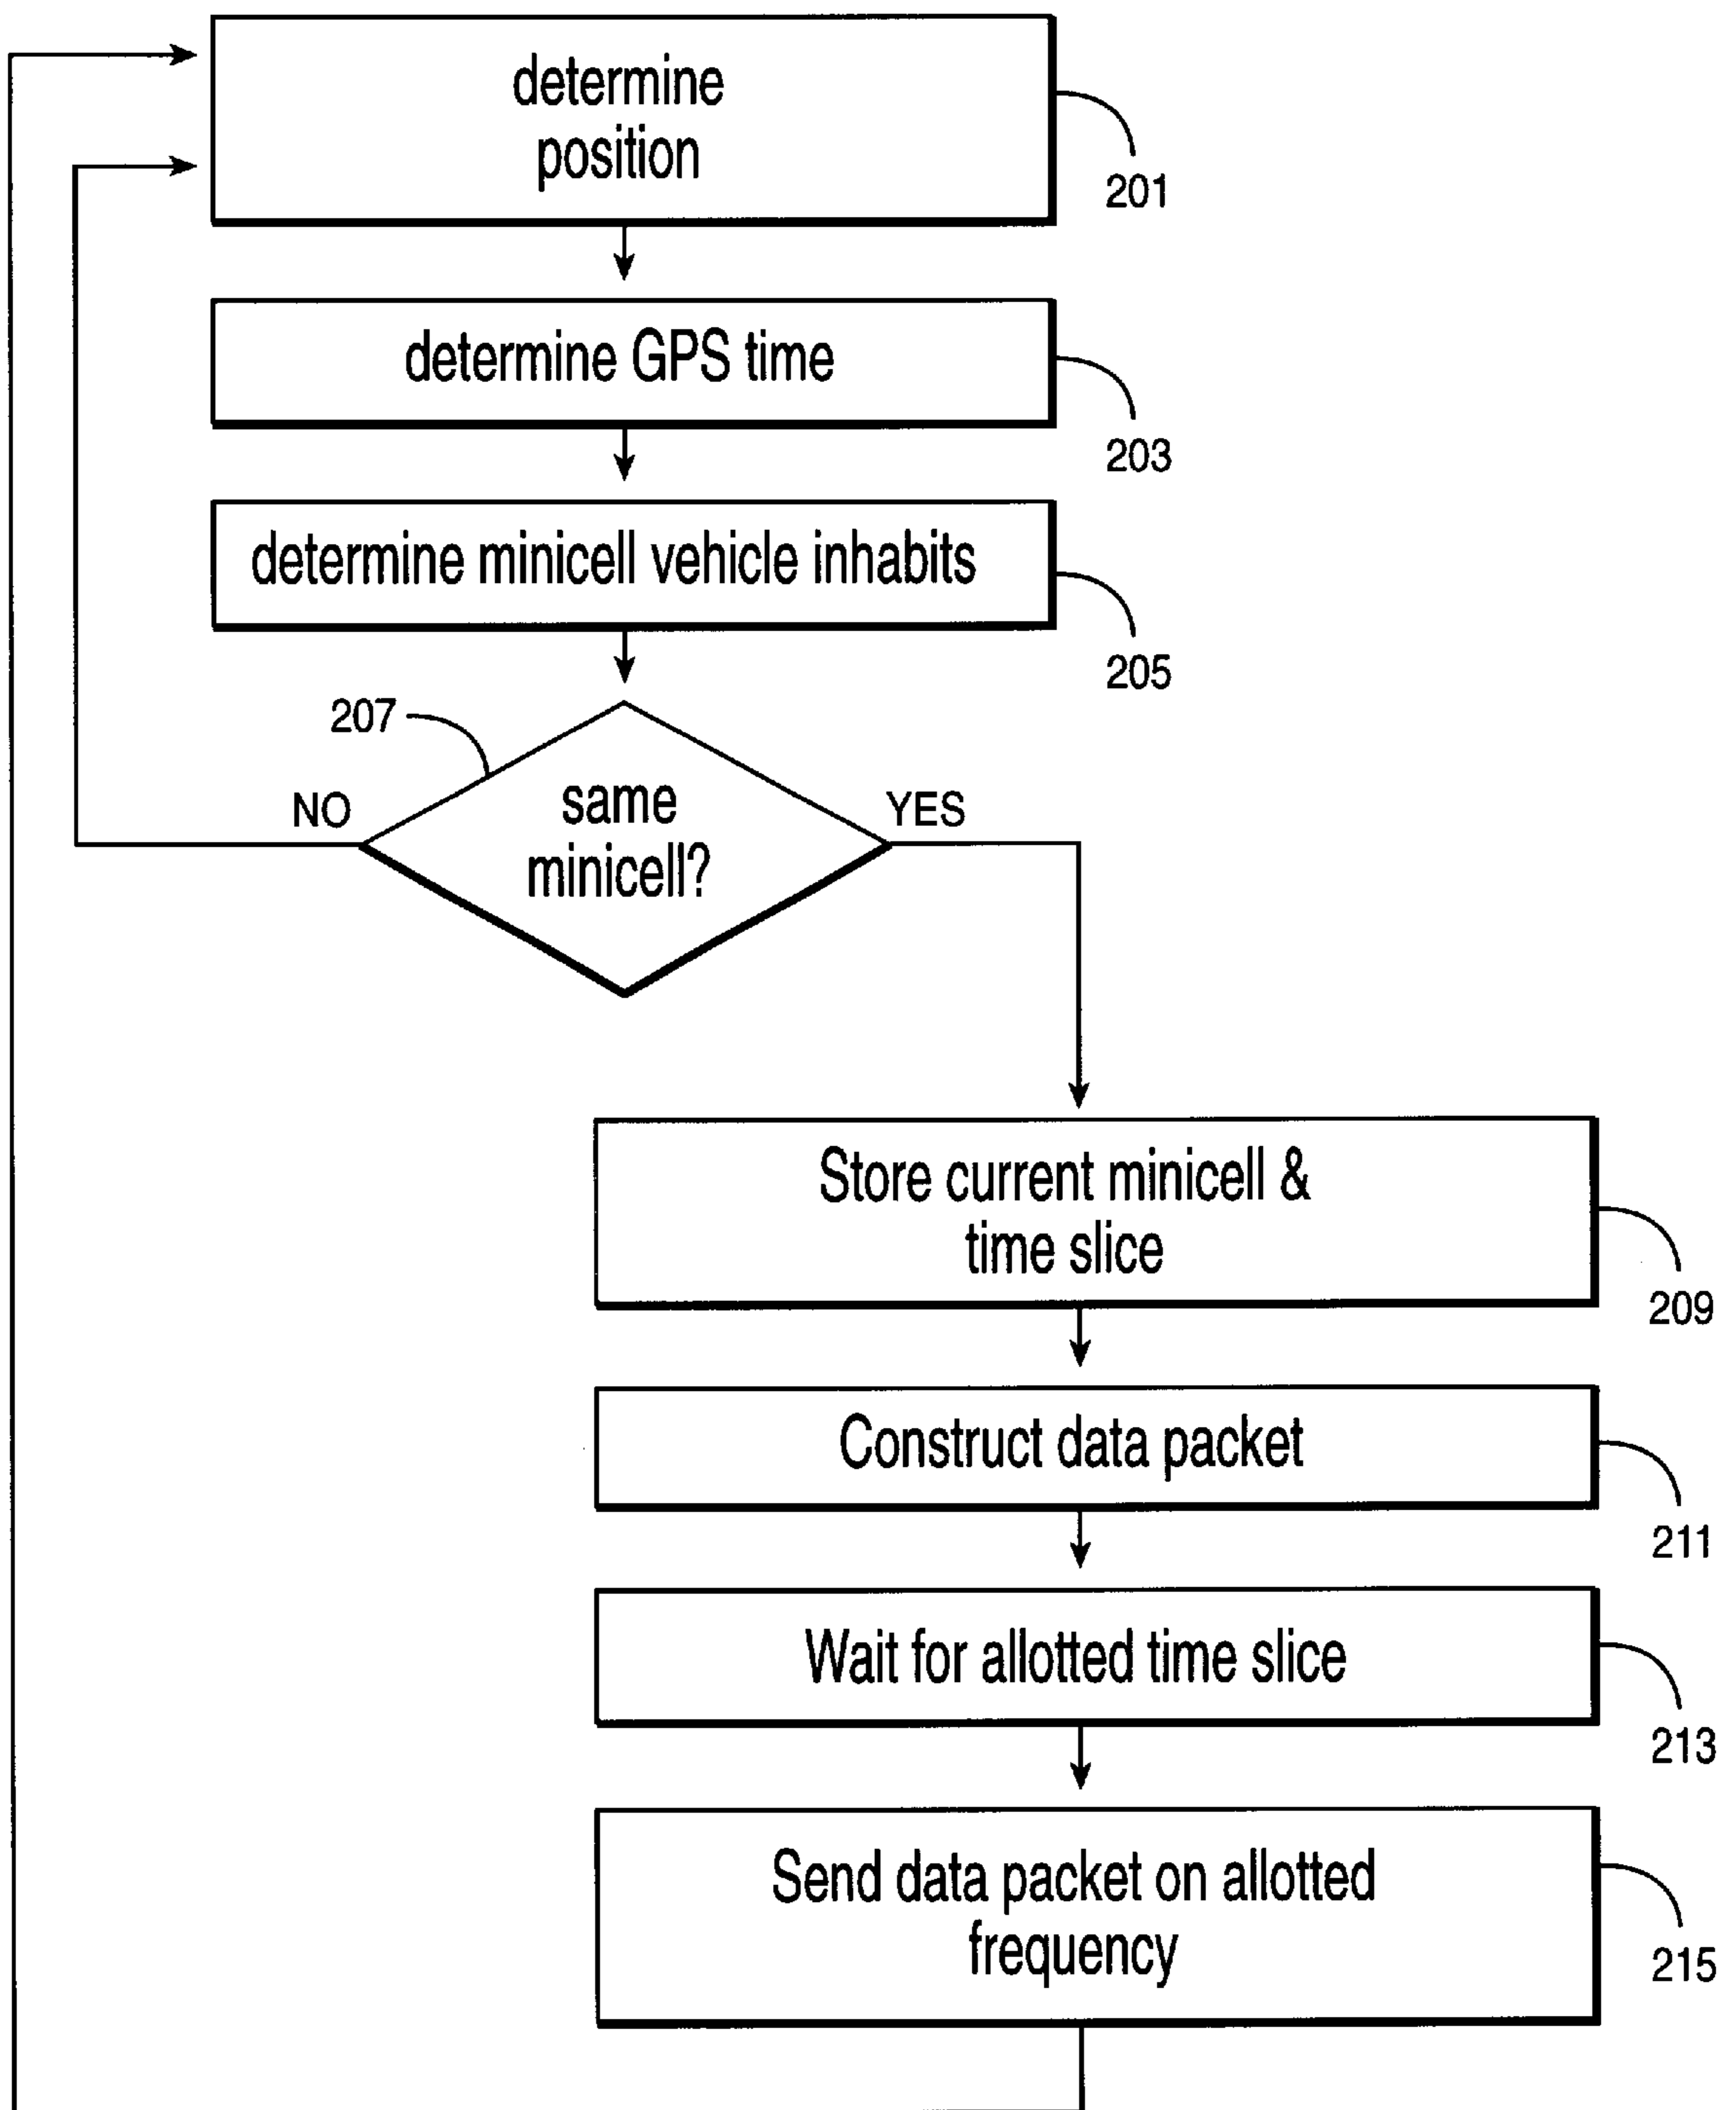 determine
position
201
determine GPS time
203
determine minicell vehicle inhabits
205
207
NO
same
minicell?
YES
Store current minicell &
time slice
209
Construct data packet
211
Wait for allotted time slice
213
Send data packet on allotted
frequency
215